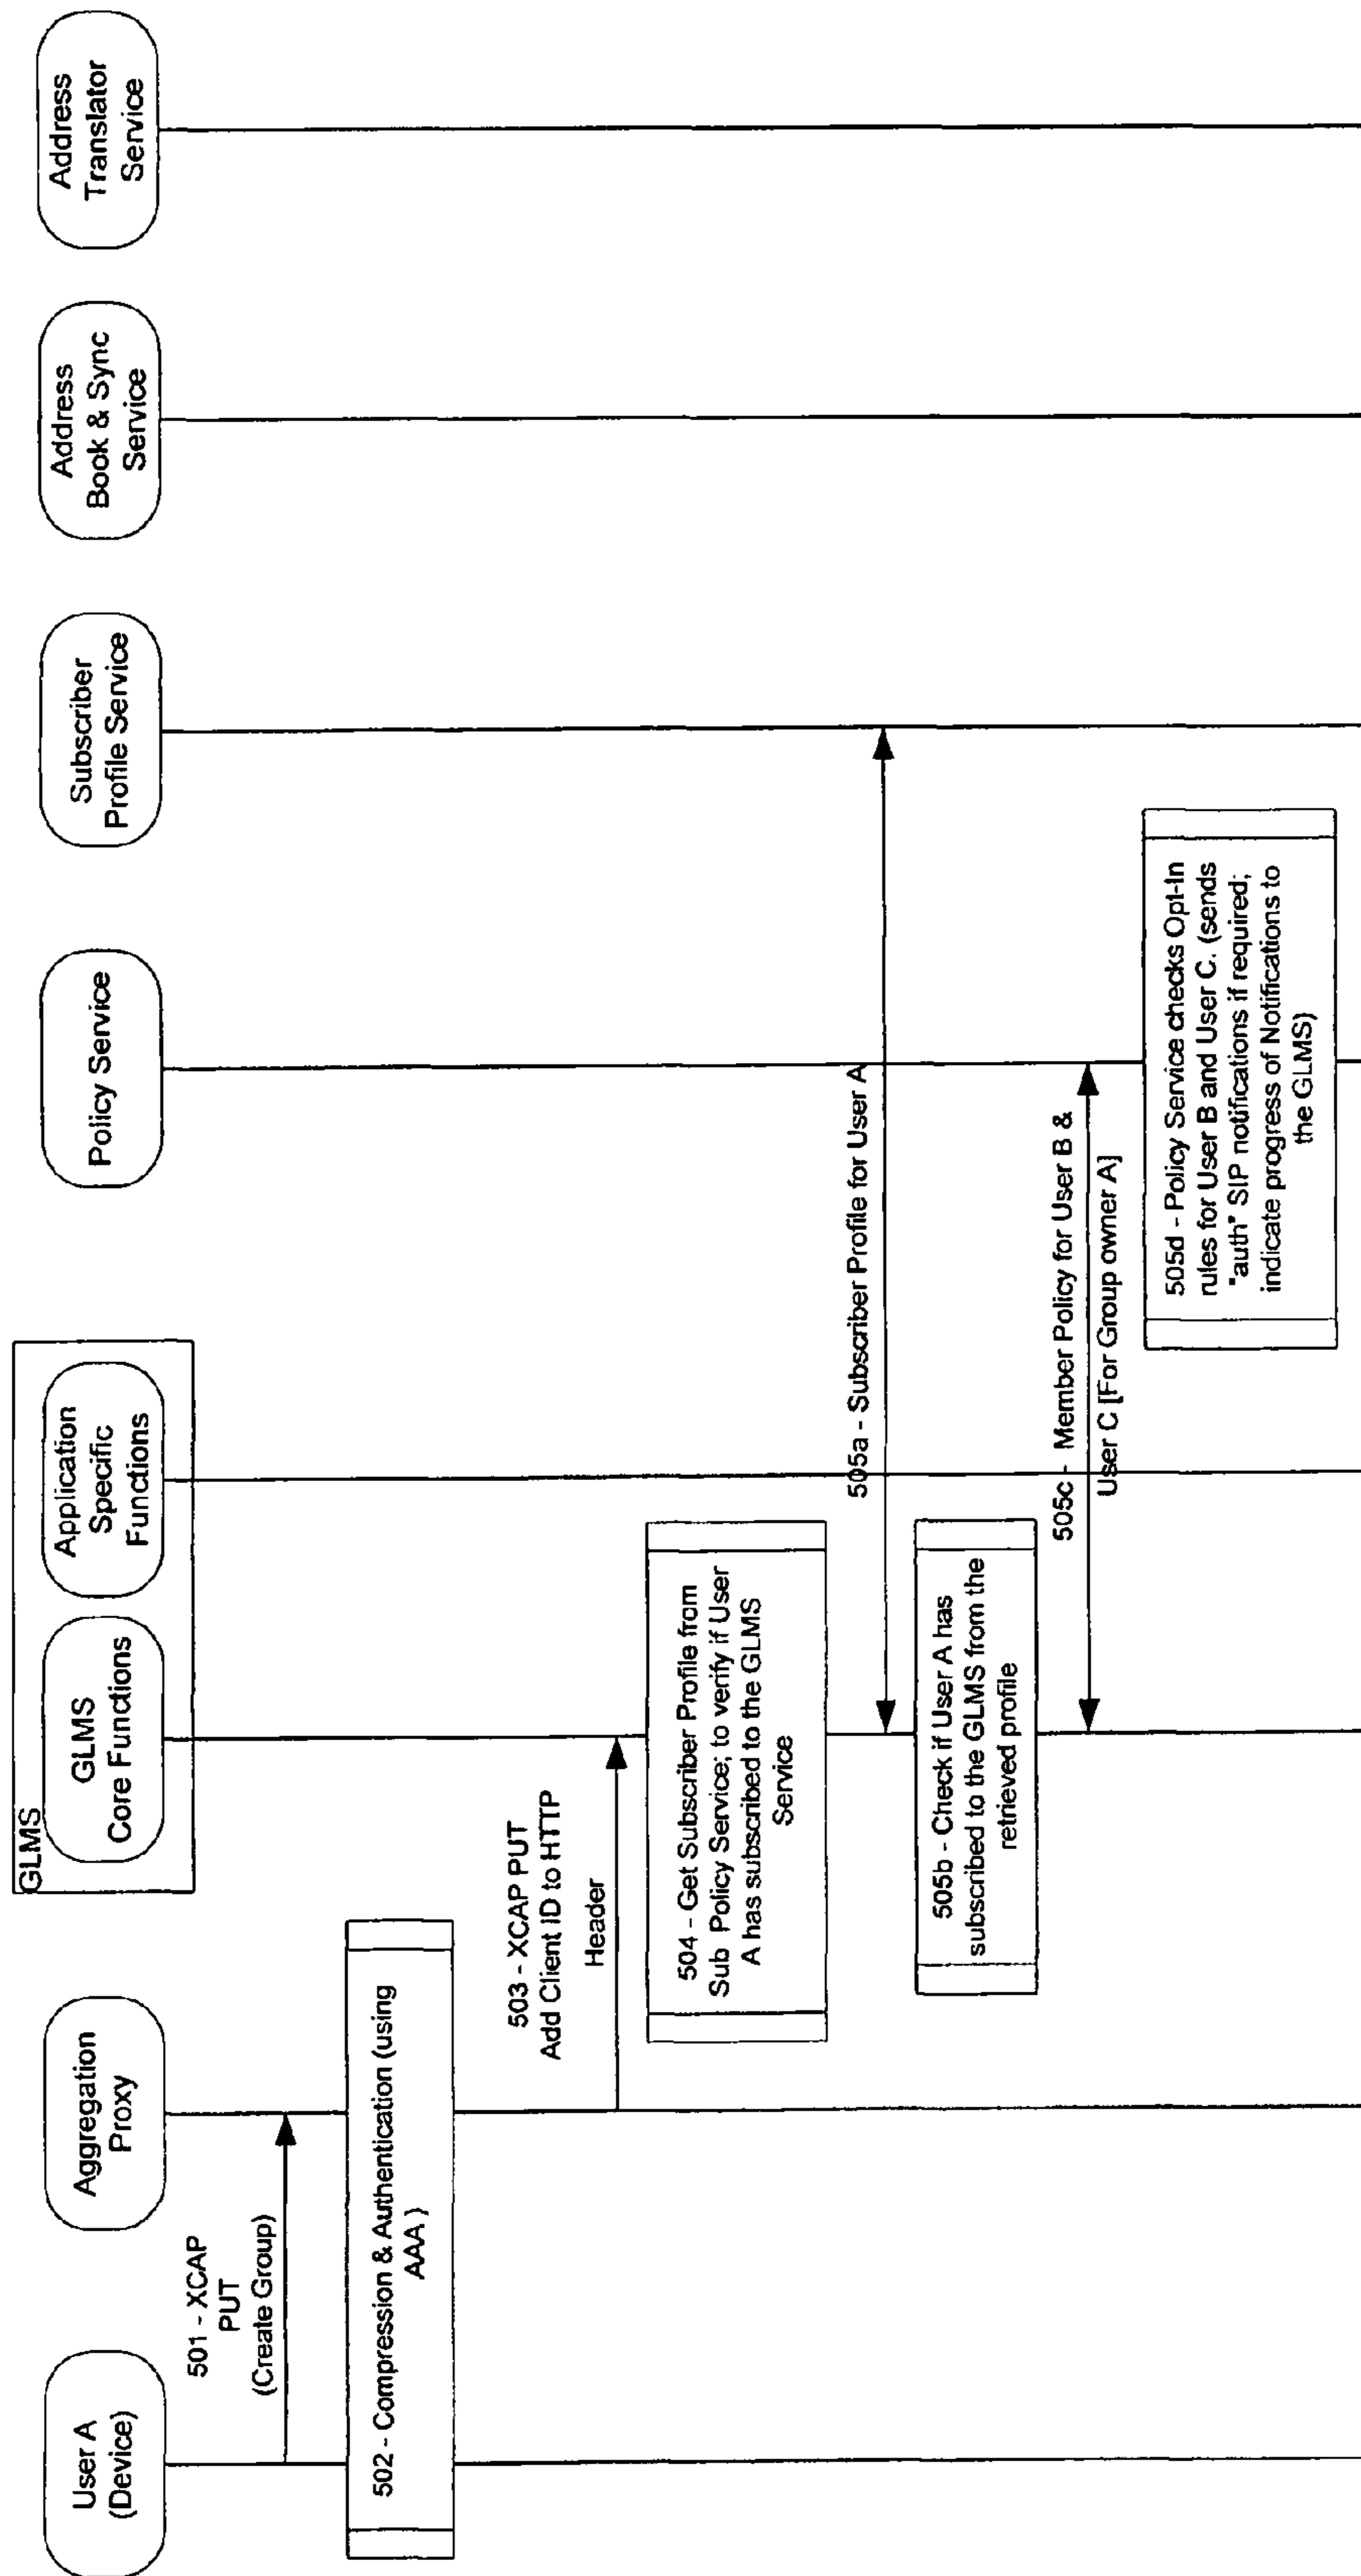 User A
(Device)
Aggregation
Proxy
GLMS
GLMS
Core Functions
Application
Specific
Functions
Policy Service
Subscriber
Profile Service
Address
Book & Sync
Service
Address
Translator
Service
501 - XCAP
PUT
(Create Group)
502 - Compression & Authentication (using
AAA )
503 - XCAP PUT
Add Client ID to HTTP
Header
504 - Get Subscriber Profile from
Sub Policy Service; to verify if User
A has subscribed to the GLMS
Service
505a - Subscriber Profile for User A
505b - Check if User A has
subscribed to the GLMS from the
retrieved profile
505c - Member Policy for User B &
User C [For Group owner A]
505d - Policy Service checks Opt-In
rules for User B and User C. (sends
"auth" SIP notifications if required;
indicate progress of Notifications to
the GLMS)